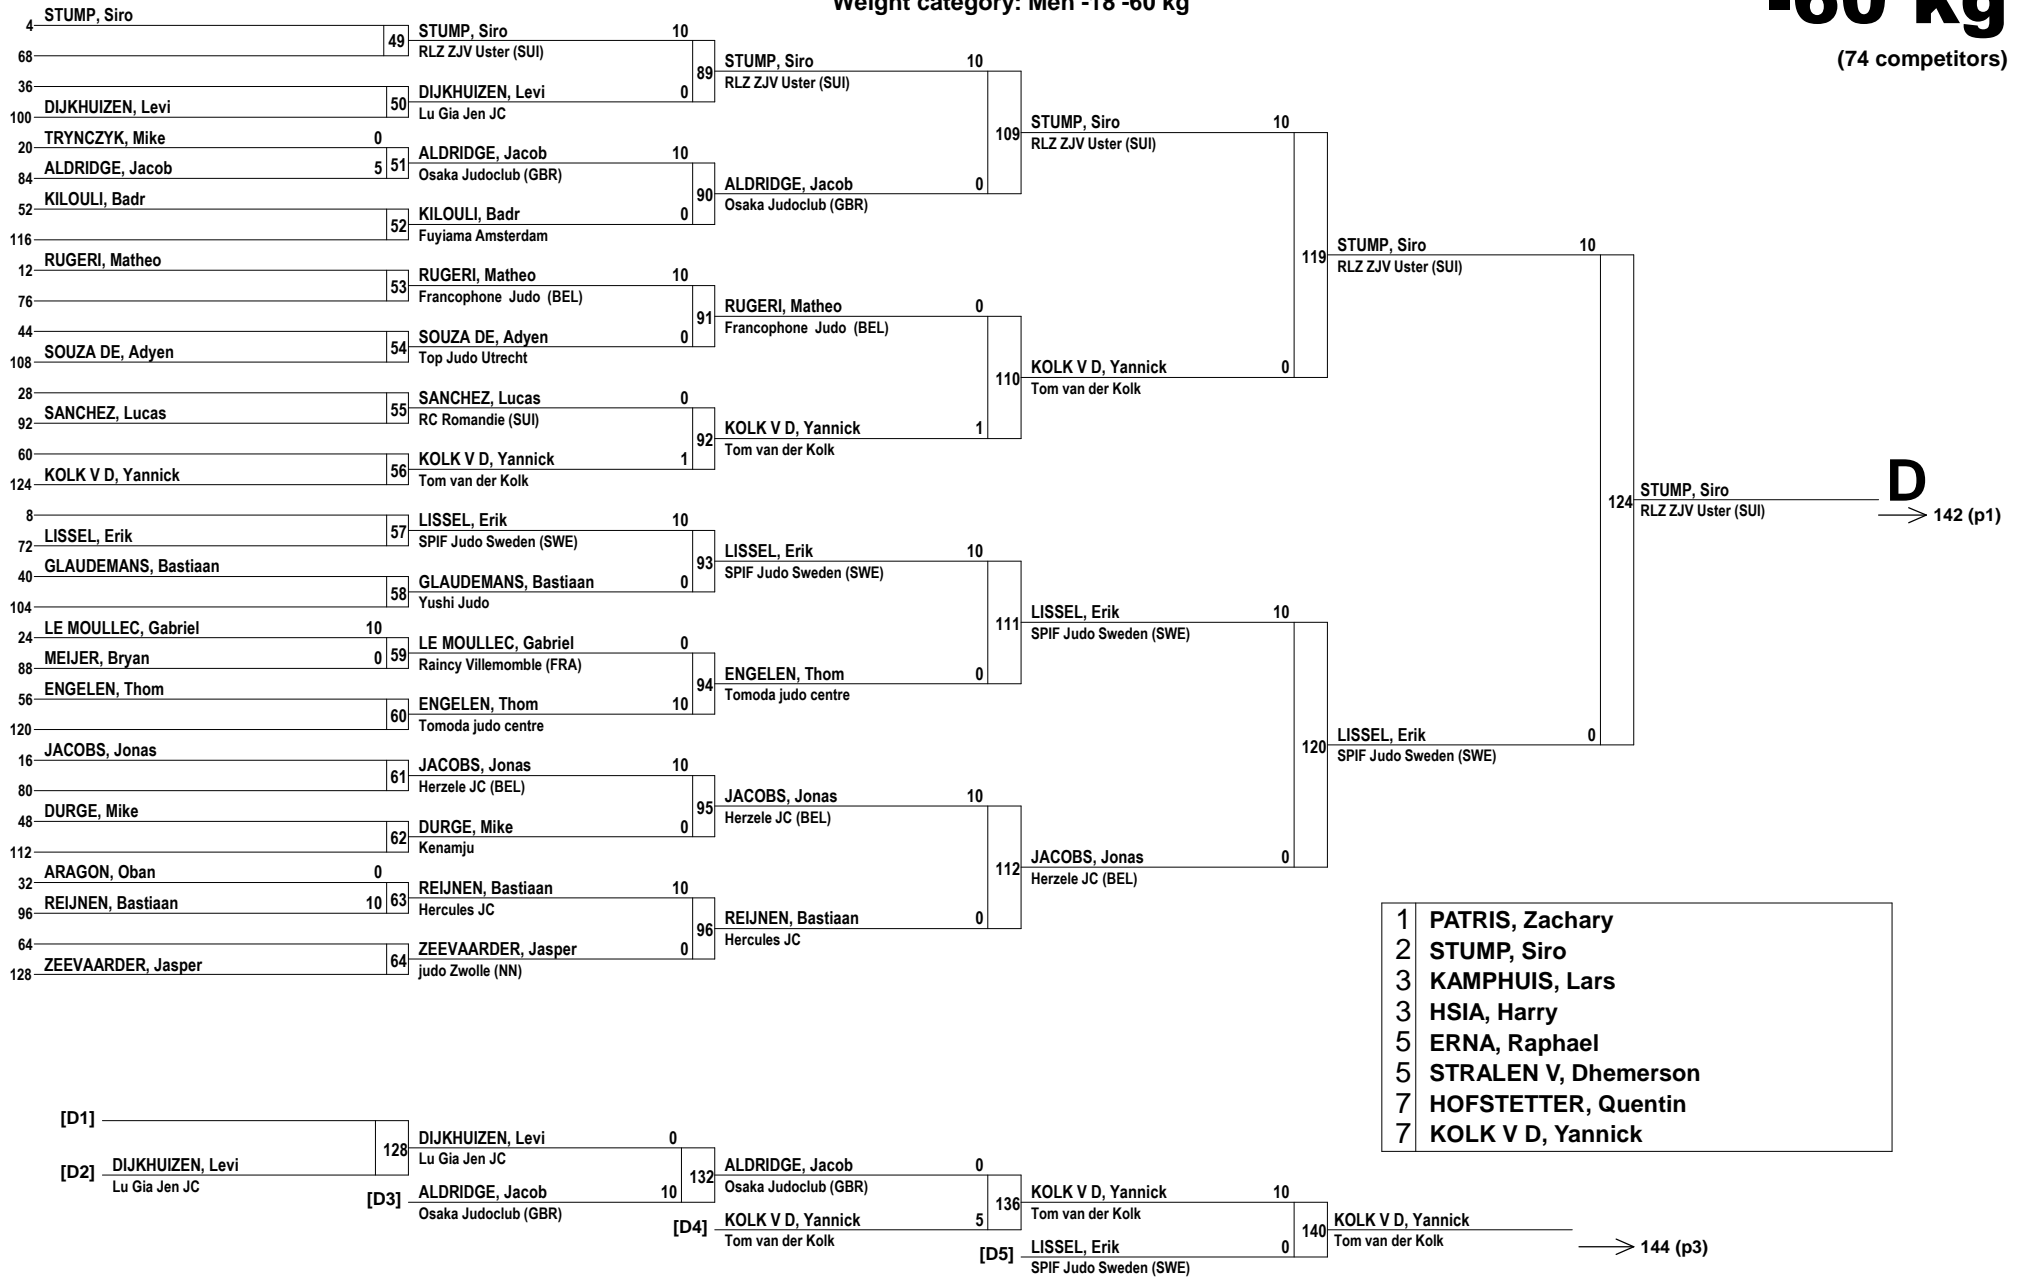 Weight category: Men -18 -60 kg
-60 kg
(74 competitors)
4 STUMP, Siro
68
49 STUMP, Siro 10
RLZ ZJV Uster (SUI)
36
100 DIJKHUIZEN, Levi
50 DIJKHUIZEN, Levi 0
Lu Gia Jen JC
20 TRYNCZYK, Mike 0
84 ALDRIDGE, Jacob 5
51 ALDRIDGE, Jacob 10
Osaka Judoclub (GBR)
52 KILOULI, Badr
116
52 KILOULI, Badr 0
Fuyiama Amsterdam
12 RUGERI, Matheo
76
53 RUGERI, Matheo 10
Francophone Judo (BEL)
44
108 SOUZA DE, Adyen
54 SOUZA DE, Adyen 0
Top Judo Utrecht
28
92 SANCHEZ, Lucas
55 SANCHEZ, Lucas 0
RC Romandie (SUI)
60
124 KOLK V D, Yannick
56 KOLK V D, Yannick 1
Tom van der Kolk
8
72 LISSEL, Erik
57 LISSEL, Erik 10
SPIF Judo Sweden (SWE)
40 GLAUDEMANS, Bastiaan
104
58 GLAUDEMANS, Bastiaan 0
Yushi Judo
24 LE MOULLEC, Gabriel 10
88 MEIJER, Bryan 0
59 LE MOULLEC, Gabriel 0
Raincy Villemomble (FRA)
56 ENGELEN, Thom
120
60 ENGELEN, Thom 10
Tomoda judo centre
16 JACOBS, Jonas
80
61 JACOBS, Jonas 10
Herzele JC (BEL)
48 DURGE, Mike
112
62 DURGE, Mike 0
Kenamju
32 ARAGON, Oban 0
96 REIJNEN, Bastiaan 10
63 REIJNEN, Bastiaan 10
Hercules JC
64
128 ZEEVAARDER, Jasper
64 ZEEVAARDER, Jasper 0
judo Zwolle (NN)
89 STUMP, Siro 10
RLZ ZJV Uster (SUI)
90 ALDRIDGE, Jacob 0
Osaka Judoclub (GBR)
91 RUGERI, Matheo 0
Francophone Judo (BEL)
92 KOLK V D, Yannick 1
Tom van der Kolk
93 LISSEL, Erik 10
SPIF Judo Sweden (SWE)
94 ENGELEN, Thom 0
Tomoda judo centre
95 JACOBS, Jonas 10
Herzele JC (BEL)
96 REIJNEN, Bastiaan 0
Hercules JC
109 STUMP, Siro 10
RLZ ZJV Uster (SUI)
110 KOLK V D, Yannick 0
Tom van der Kolk
111 LISSEL, Erik 10
SPIF Judo Sweden (SWE)
112 JACOBS, Jonas 0
Herzele JC (BEL)
119 STUMP, Siro 10
RLZ ZJV Uster (SUI)
120 LISSEL, Erik 0
SPIF Judo Sweden (SWE)
124 STUMP, Siro
RLZ ZJV Uster (SUI)
D
142 (p1)
1 PATRIS, Zachary
2 STUMP, Siro
3 KAMPHUIS, Lars
3 HSIA, Harry
5 ERNA, Raphael
5 STRALEN V, Dhemerson
7 HOFSTETTER, Quentin
7 KOLK V D, Yannick
[D1]
[D2] DIJKHUIZEN, Levi
Lu Gia Jen JC
128 DIJKHUIZEN, Levi 0
Lu Gia Jen JC
[D3] ALDRIDGE, Jacob 10
Osaka Judoclub (GBR)
132 ALDRIDGE, Jacob 0
Osaka Judoclub (GBR)
[D4] KOLK V D, Yannick 5
Tom van der Kolk
136 KOLK V D, Yannick 10
Tom van der Kolk
[D5] LISSEL, Erik 0
SPIF Judo Sweden (SWE)
140 KOLK V D, Yannick
Tom van der Kolk
144 (p3)